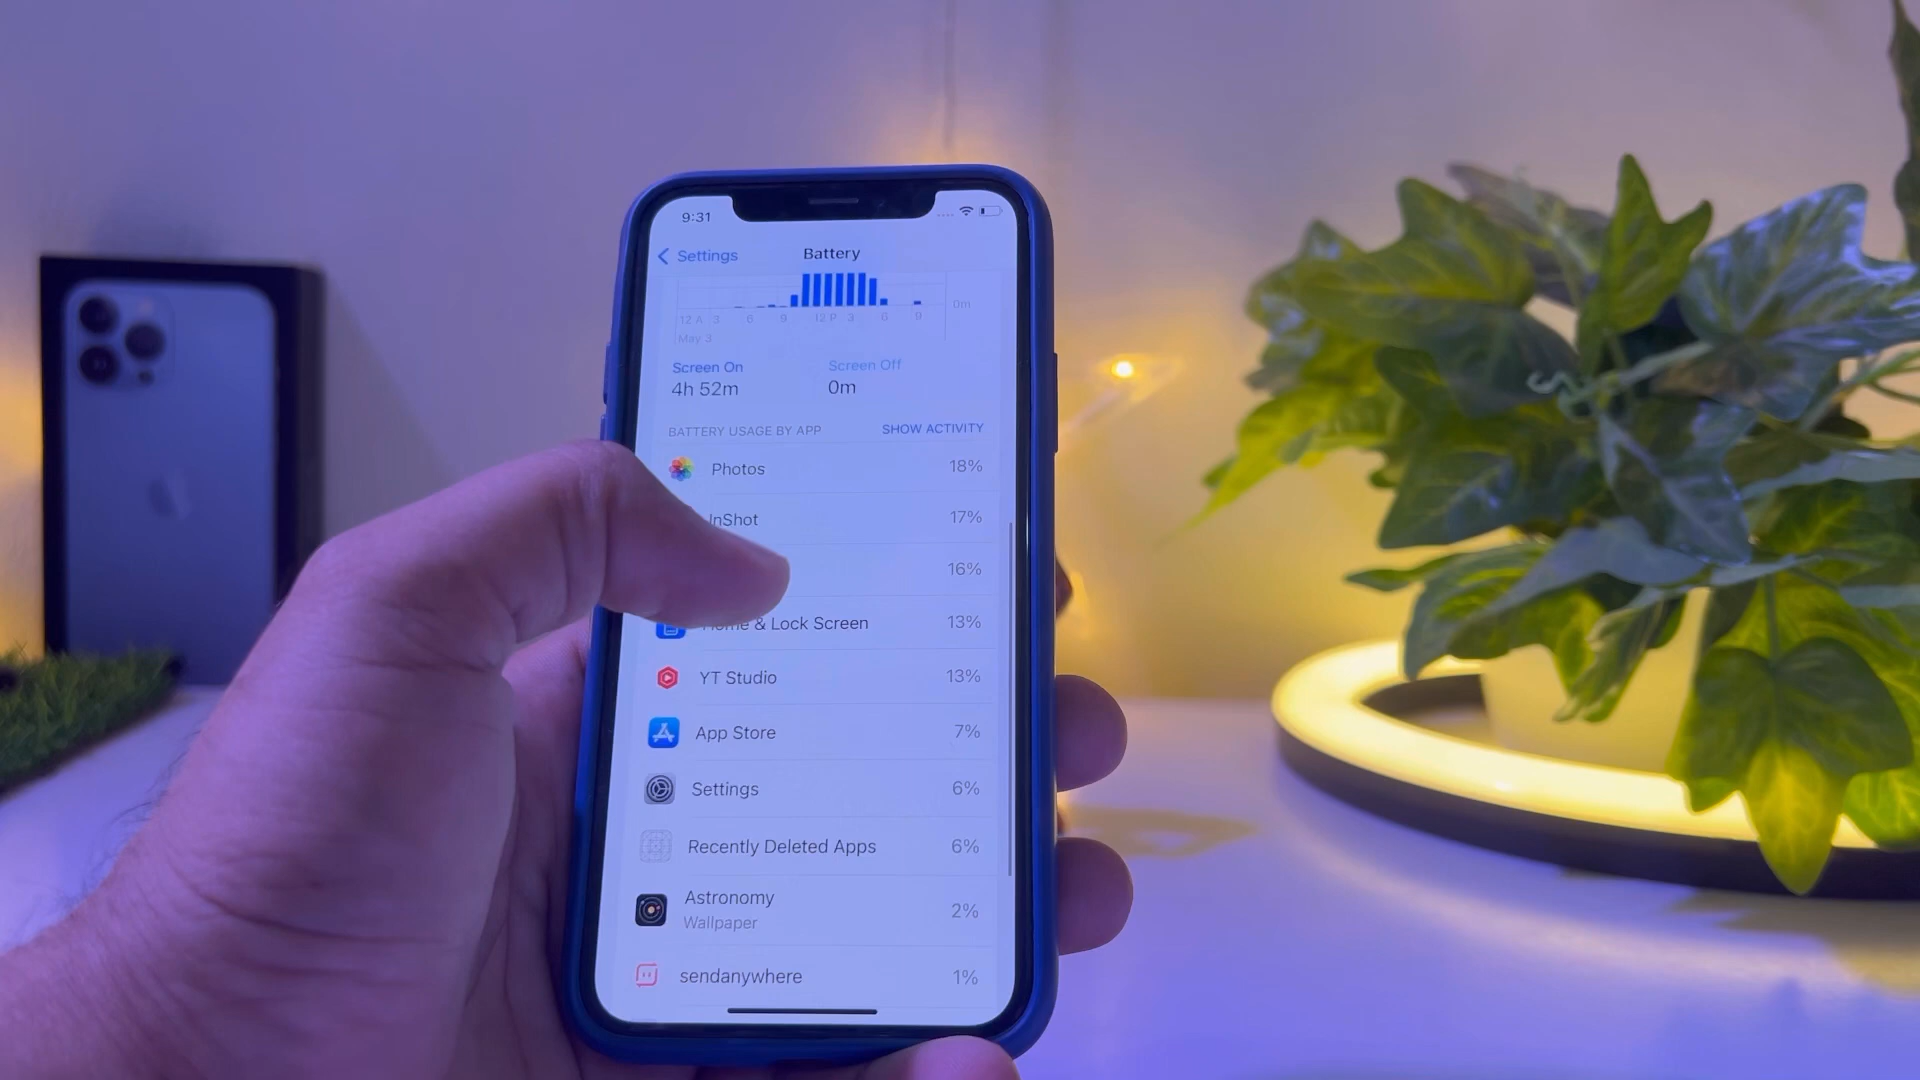 9:31
Settings
Battery
0m
12 A 3 6 9 12 P 3 6 9
May 3
Screen On Screen Off
4h 52m 0m
BATTERY USAGE BY APP SHOW ACTIVITY
Photos 18%
InShot 17%
16%
Home & Lock Screen 13%
YT Studio 13%
App Store 7%
Settings 6%
Recently Deleted Apps 6%
Astronomy
Wallpaper 2%
sendanywhere 1%